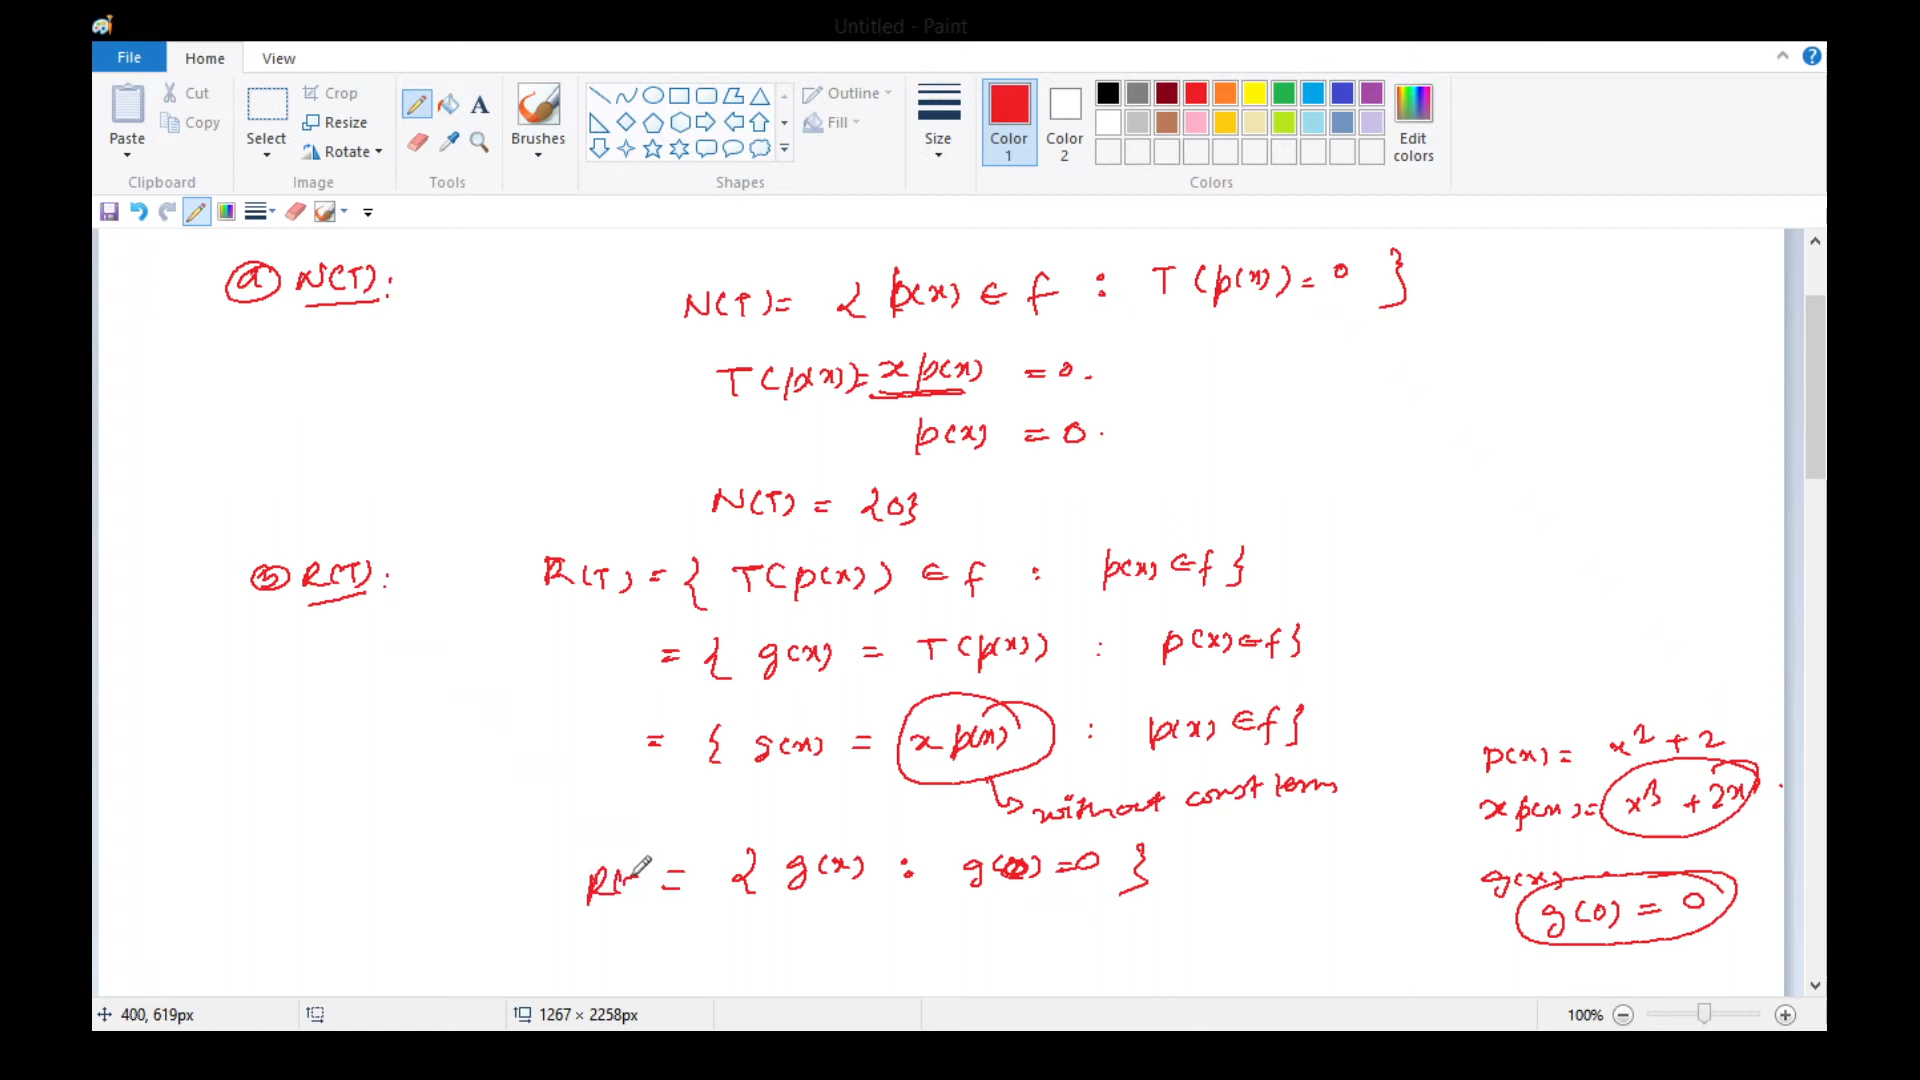 Untitled - Paint
File Home View
Paste Cut Copy Clipboard
Select Crop Resize Rotate Image
A Tools
Brushes
Shapes Outline Fill
Size
Color 1 Color 2 Edit colors Colors
(a) N(T): N(T) = { p(x) ∈ f : T(p(x)) = 0 }
T(p(x)) = x p(x) = 0.
p(x) = 0.
N(T) = {0}
(b) R(T): R(T) = { T(p(x)) ∈ f : p(x) ∈ f }
= { g(x) = T(p(x)) : p(x) ∈ f }
= { g(x) = x p(x) : p(x) ∈ f }
→ without const term
p(x) = x² + 2
x p(x) = x³ + 2x
= { g(x) : g(0) = 0 }
g(x)
g(0) = 0
400, 619px 1267 × 2258px 100%